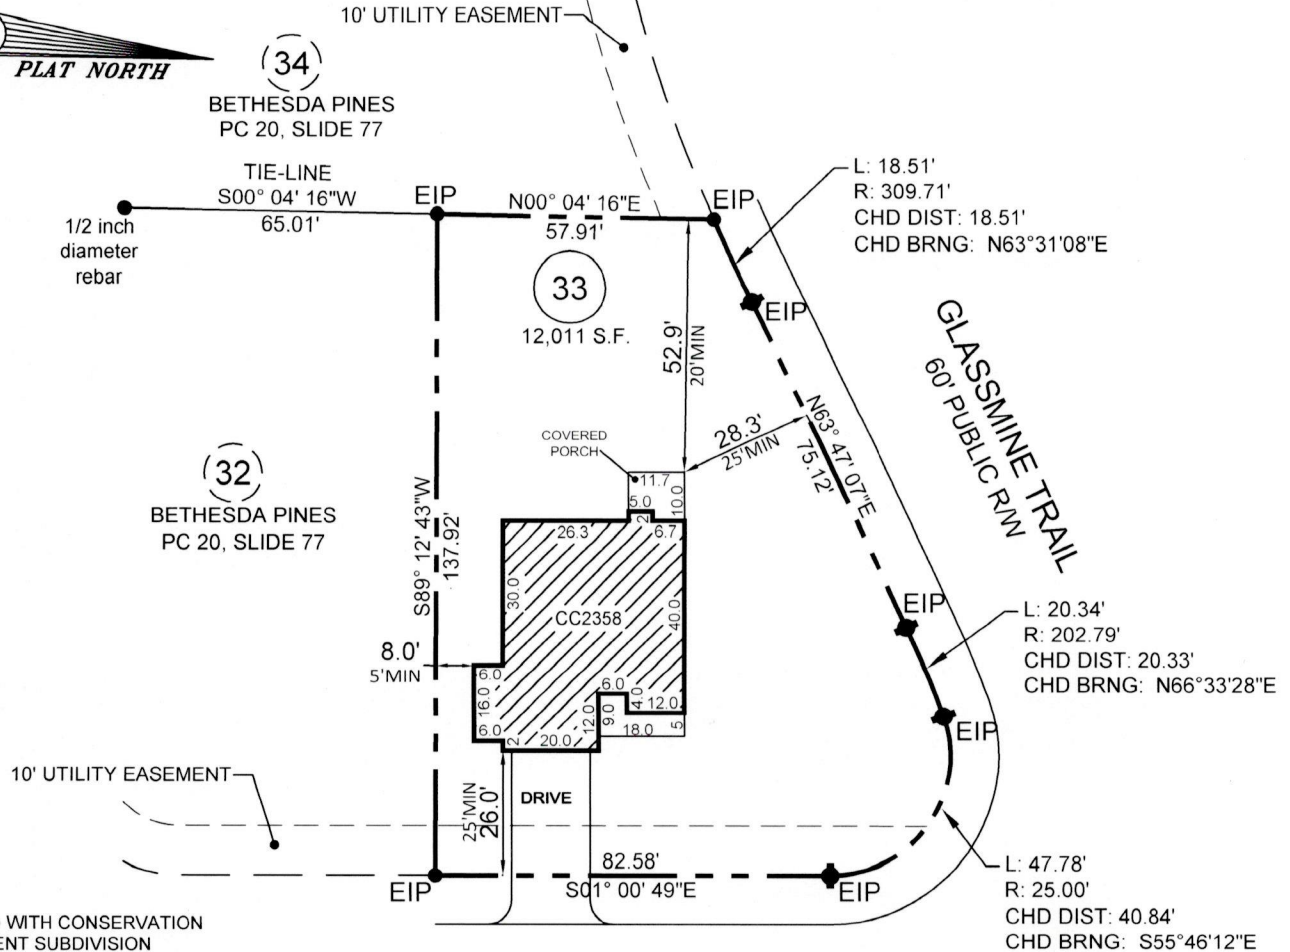 10' UTILITY EASEMENT
PLAT NORTH
34
BETHESDA PINES
PC 20, SLIDE 77
TIE-LINE
S00° 04' 16"W
65.01'
1/2 inch
diameter
rebar
EIP
N00° 04' 16"E
57.91'
EIP
L: 18.51'
R: 309.71'
CHD DIST: 18.51'
CHD BRNG: N63°31'08"E
33
12,011 S.F.
52.9'
20'MIN
EIP
GLASSMINE TRAIL
60' PUBLIC R/W
N63° 47' 07"E
75.12'
28.3'
25'MIN
COVERED
PORCH
11.7
5.0
10.0
2
26.3
6.7
32
BETHESDA PINES
PC 20, SLIDE 77
S89° 12' 43"W
137.92'
30.0
CC2358
40.0
8.0'
5'MIN
6.0
16.0
6.0
2
20.0
12.0
6.0
9.0
4.0
12.0
18.0
5
EIP
L: 20.34'
R: 202.79'
CHD DIST: 20.33'
CHD BRNG: N66°33'28"E
EIP
10' UTILITY EASEMENT
25'MIN
26.0'
DRIVE
82.58'
S01° 00' 49"E
EIP
EIP
L: 47.78'
R: 25.00'
CHD DIST: 40.84'
CHD BRNG: S55°46'12"E
WITH CONSERVATION
ENT SUBDIVISION